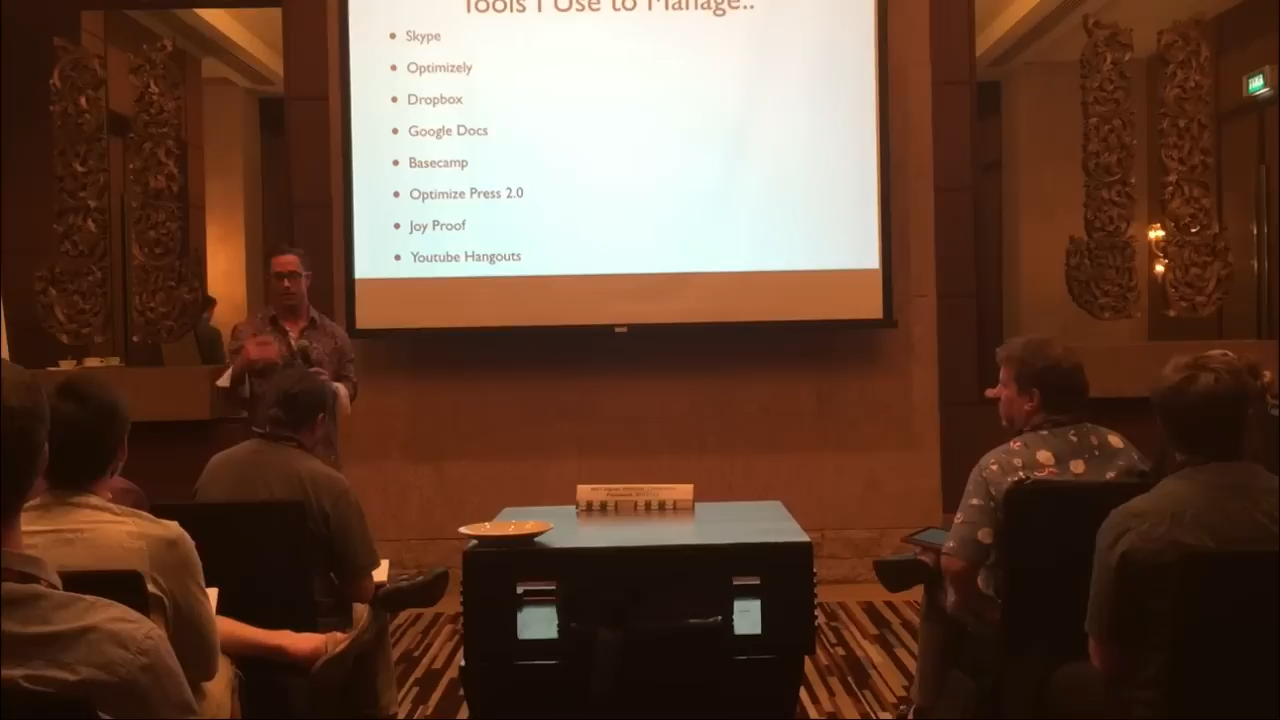 Tools I Use to Manage..
Skype
Optimizely
Dropbox
Google Docs
Basecamp
Optimize Press 2.0
Joy Proof
Youtube Hangouts